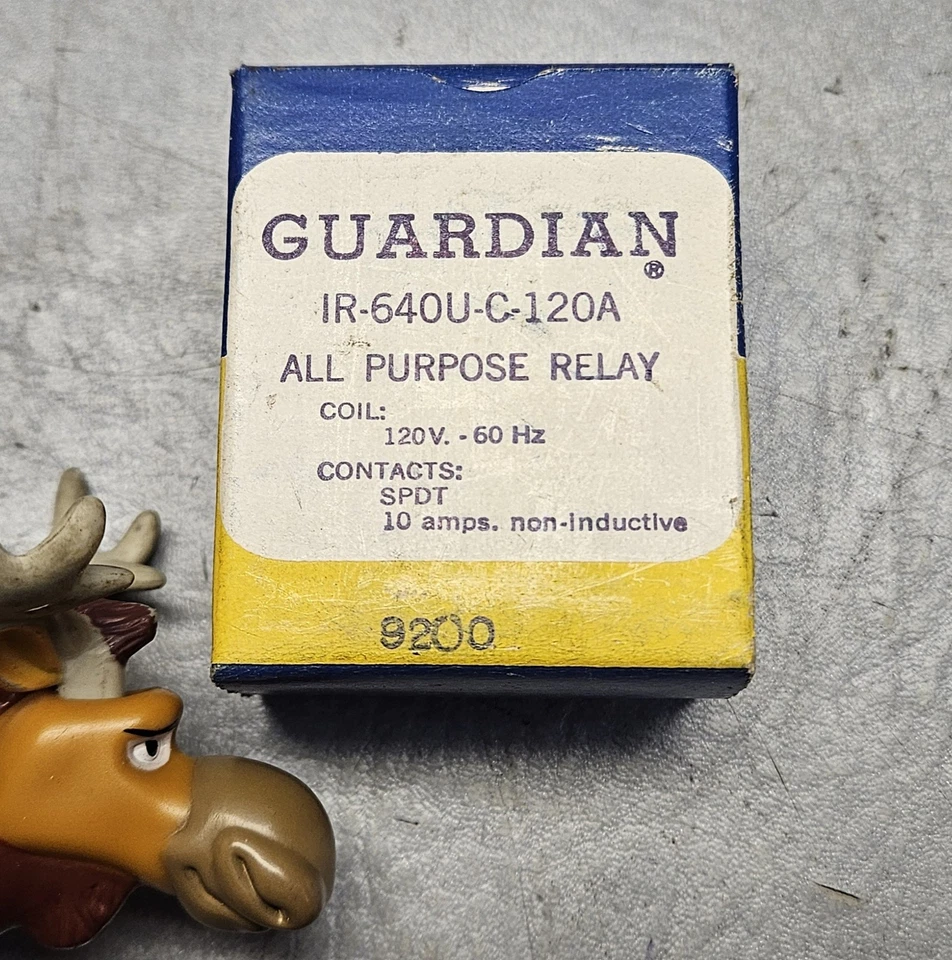 GUARDIAN
®
IR-640U-C-120A
ALL PURPOSE RELAY
COIL:
120V. - 60 Hz
CONTACTS:
SPDT
10 amps. non-inductive
9200